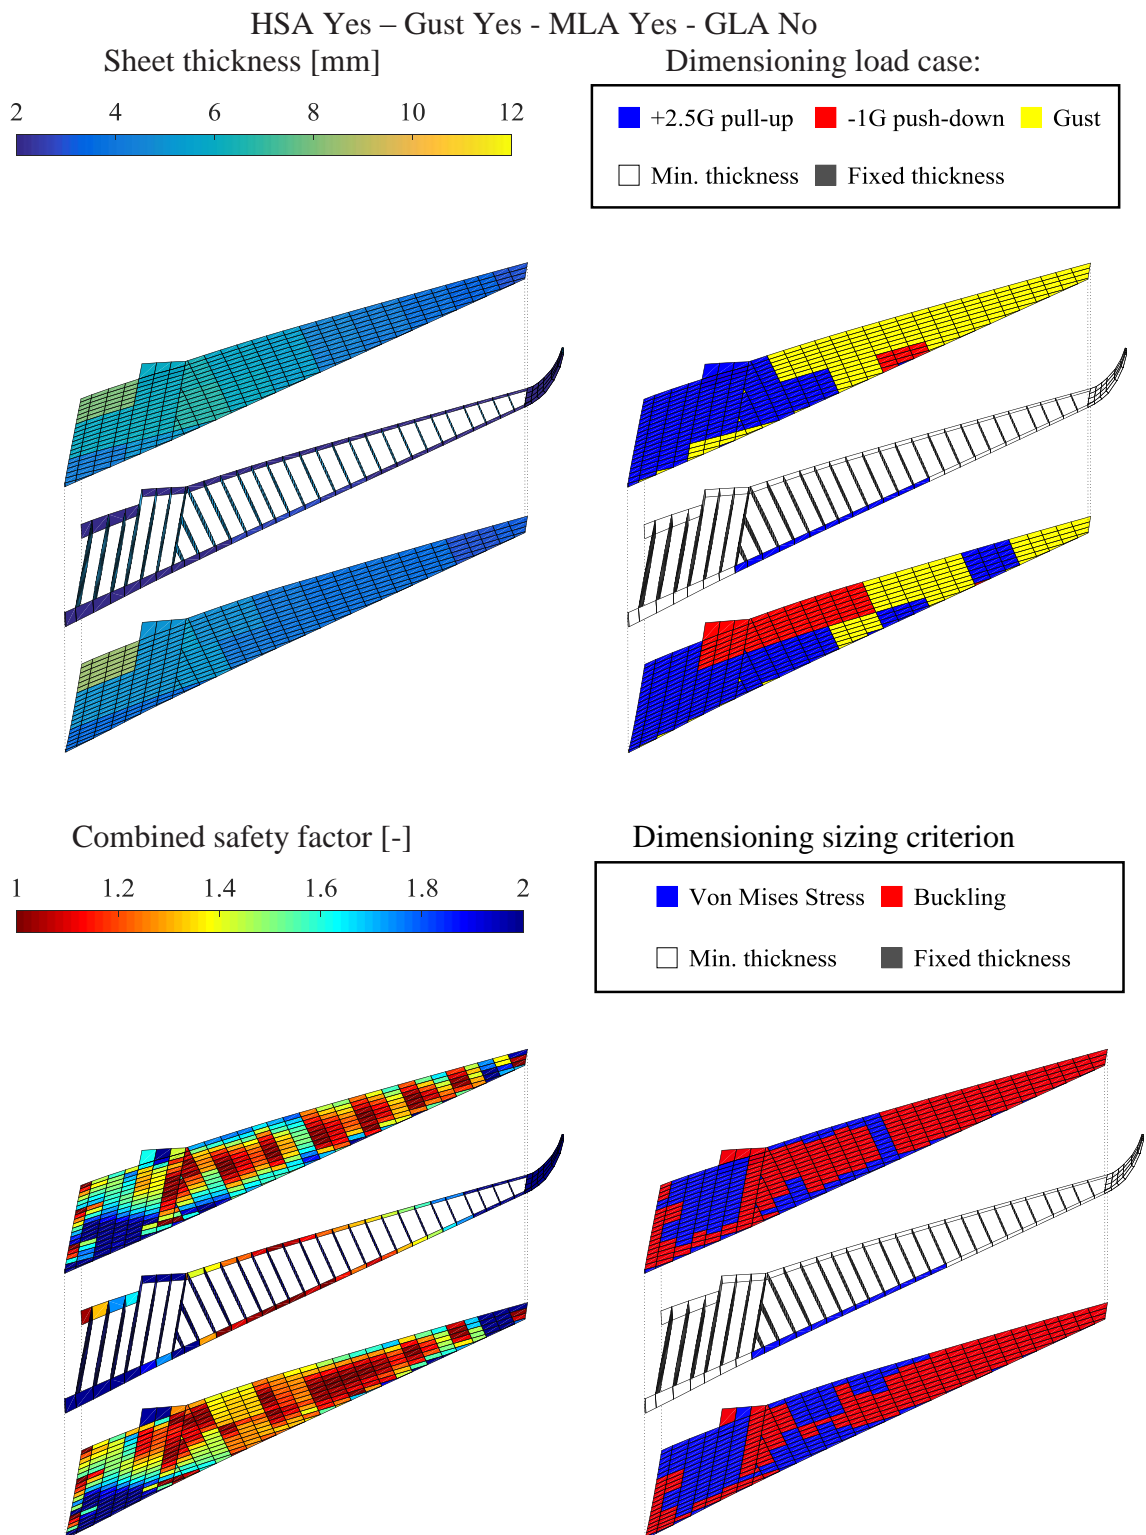 HSA Yes – Gust Yes - MLA Yes - GLA No
Sheet thickness [mm]
2 4 6 8 10 12
Dimensioning load case:
+2.5G pull-up -1G push-down Gust
Min. thickness Fixed thickness
Combined safety factor [-]
1 1.2 1.4 1.6 1.8 2
Dimensioning sizing criterion
Von Mises Stress Buckling
Min. thickness Fixed thickness